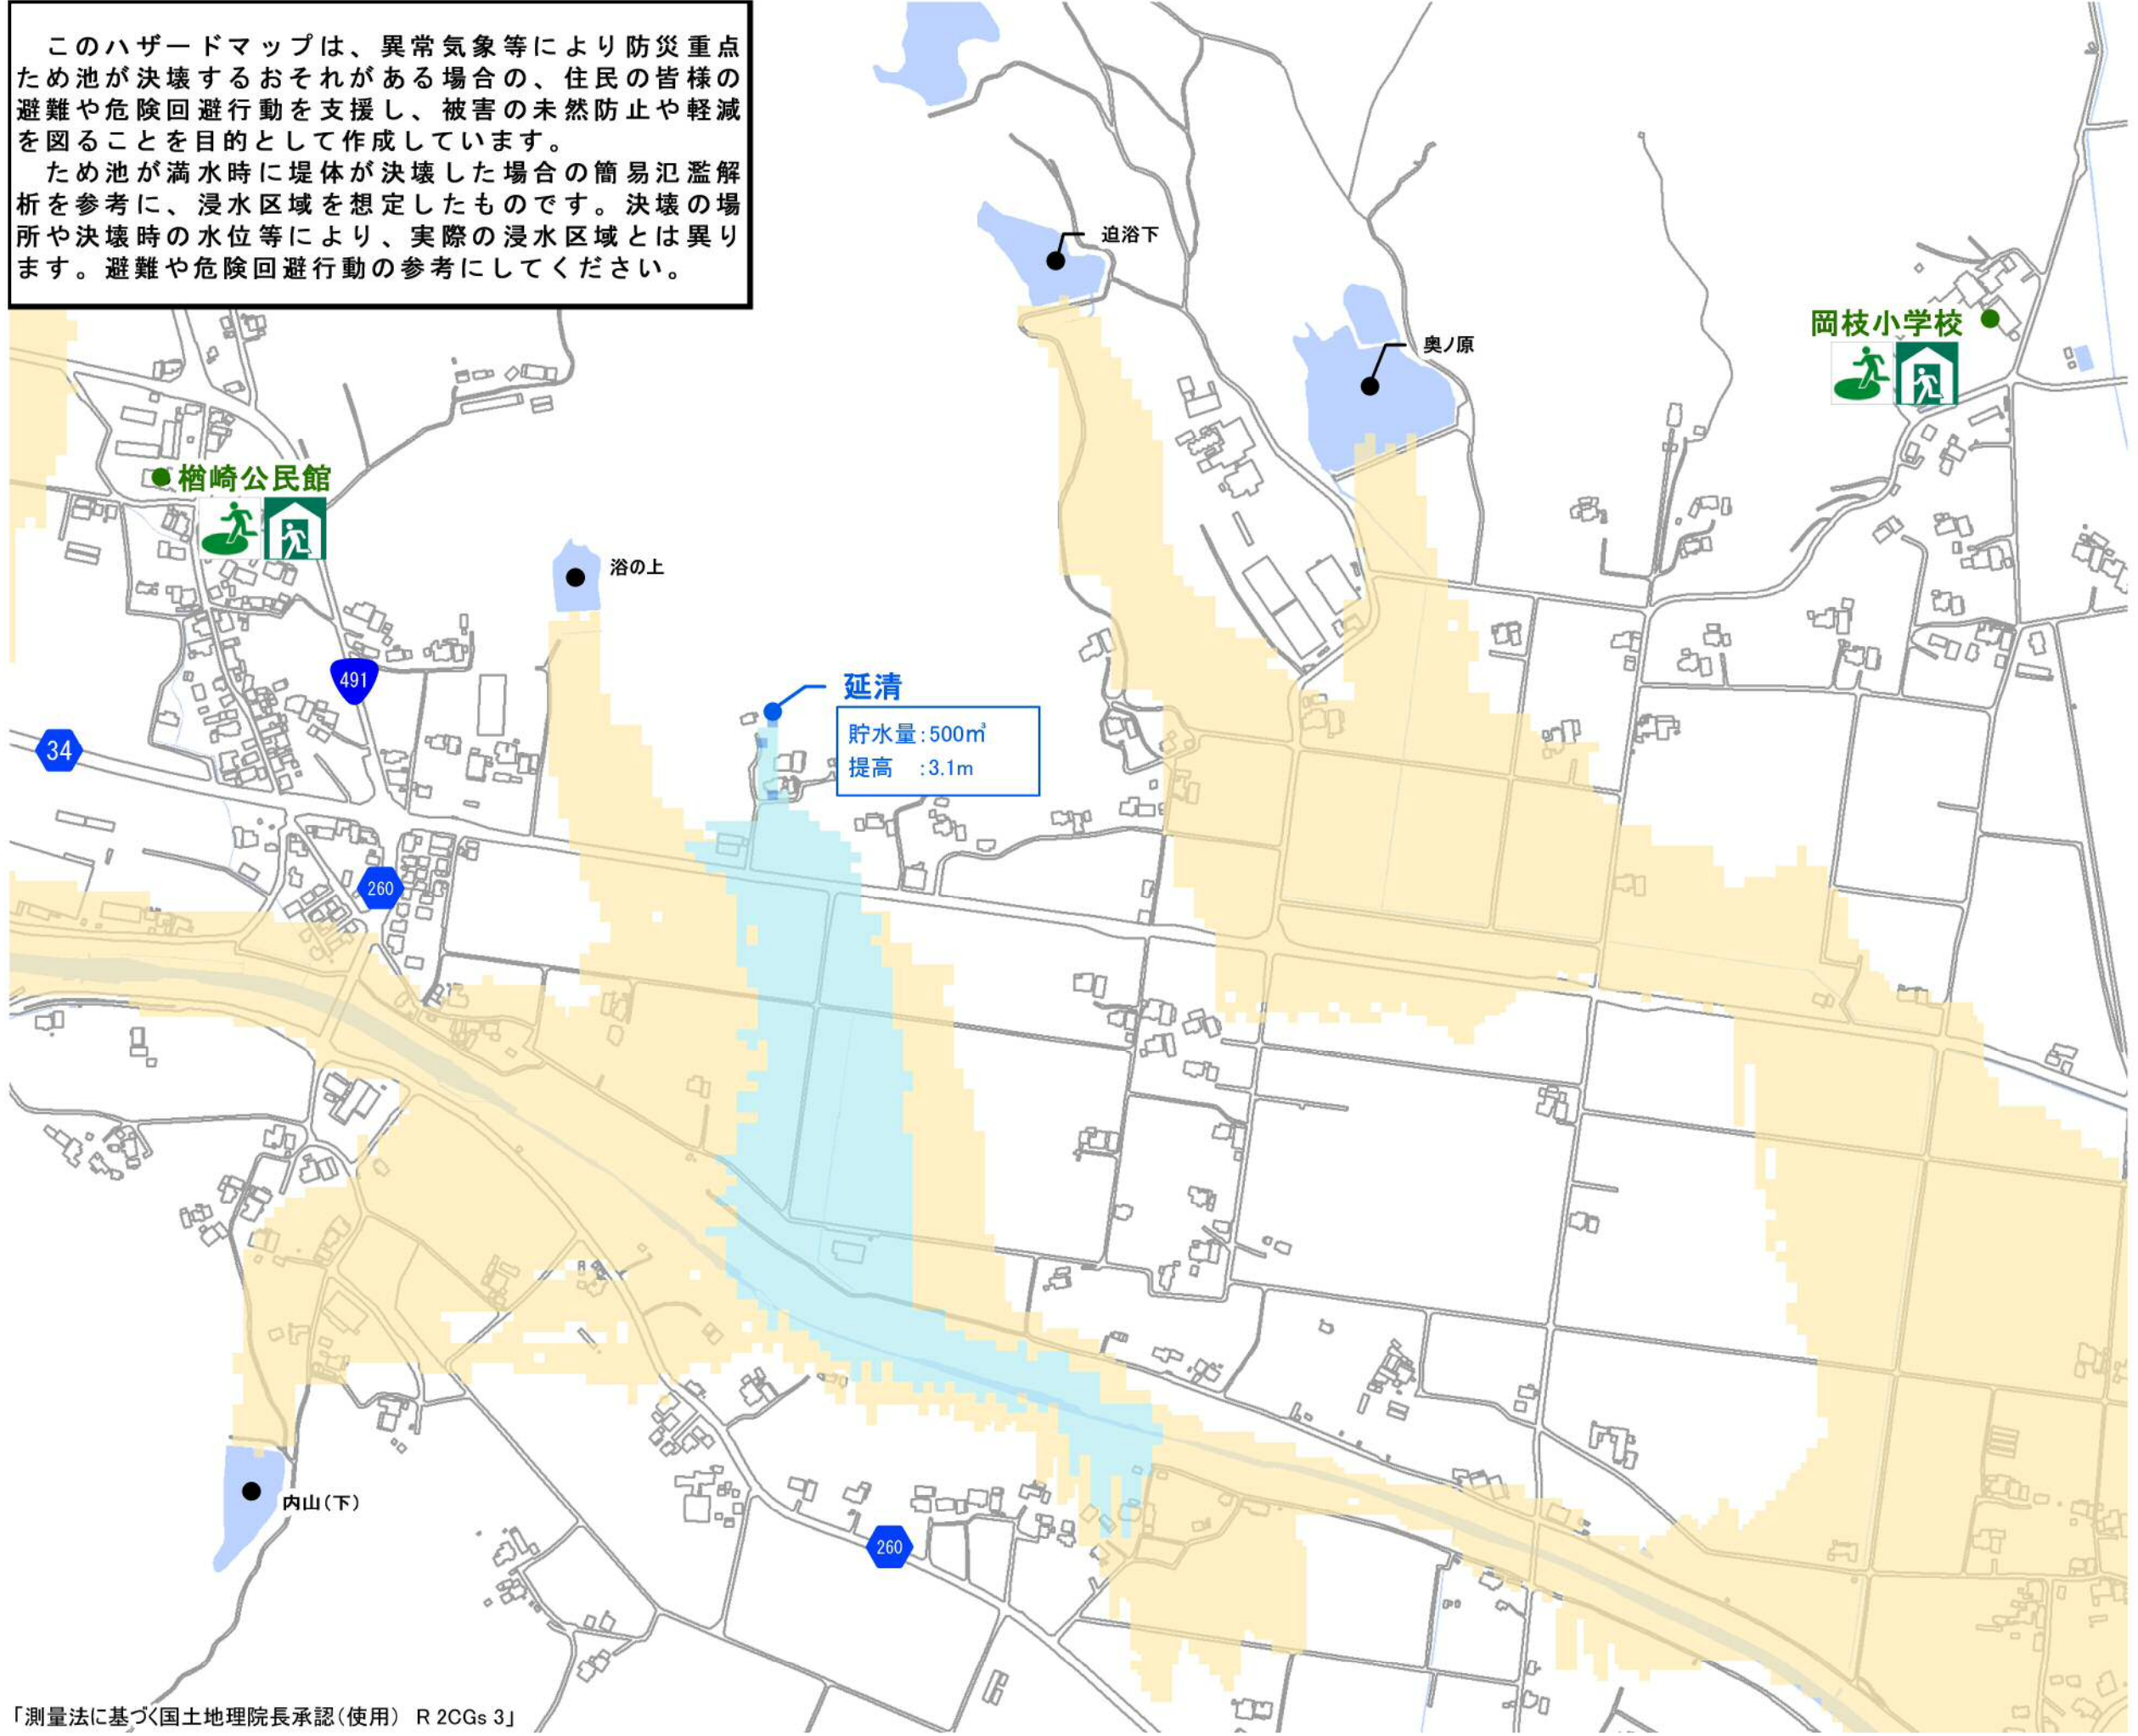 このハザードマップは、異常気象等により防災重点
ため池が決壊するおそれがある場合の、住民の皆様の
避難や危険回避行動を支援し、被害の未然防止や軽減
を図ることを目的として作成しています。
ため池が満水時に堤体が決壊した場合の簡易氾濫解
析を参考に、浸水区域を想定したものです。決壊の場
所や決壊時の水位等により、実際の浸水区域とは異り
ます。避難や危険回避行動の参考にしてください。
迫浴下
奥ノ原
岡枝小学校
楢崎公民館
浴の上
491
延清
34
貯水量:500㎥
提高 :3.1m
260
内山(下)
260
「測量法に基づく国土地理院長承認(使用) R 2CGs 3」